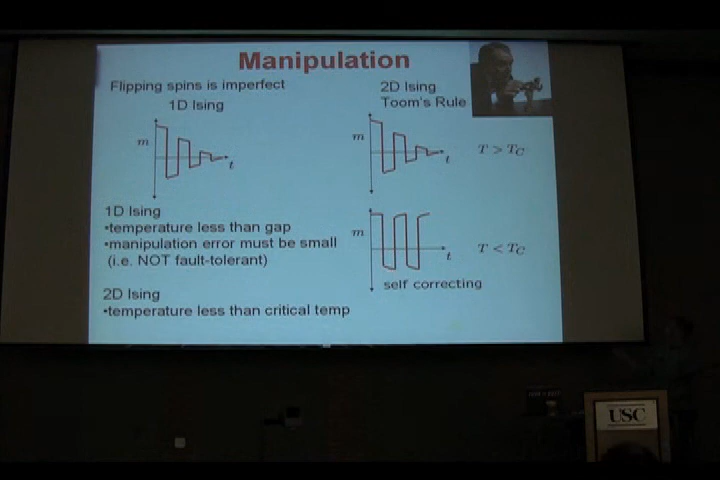 Manipulation
Flipping spins is imperfect
1D Ising
m
t
2D Ising
Toom's Rule
m
t
T > T_C
1D Ising
•temperature less than gap
•manipulation error must be small
(i.e. NOT fault-tolerant)
m
t
T < T_C
self correcting
2D Ising
•temperature less than critical temp
USC